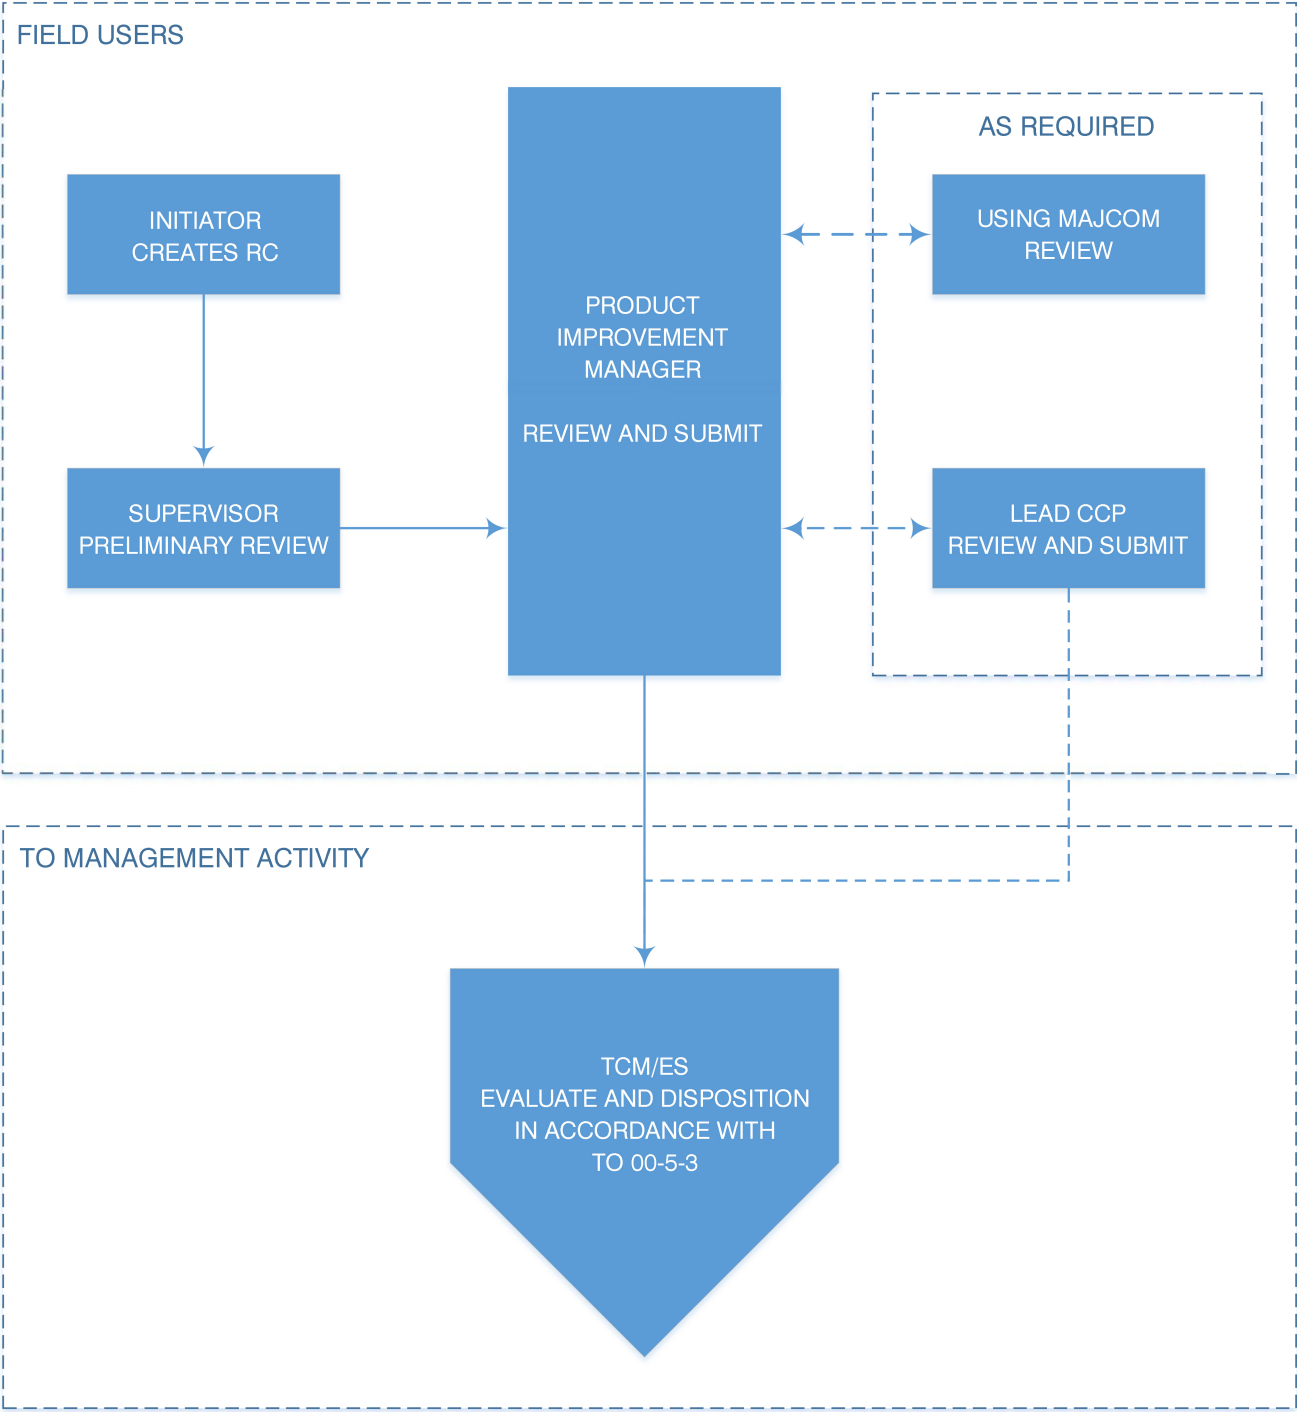 FIELD USERS
INITIATOR
CREATES RC
SUPERVISOR
PRELIMINARY REVIEW
PRODUCT
IMPROVEMENT
MANAGER
REVIEW AND SUBMIT
AS REQUIRED
USING MAJCOM
REVIEW
LEAD CCP
REVIEW AND SUBMIT
TO MANAGEMENT ACTIVITY
TCM/ES
EVALUATE AND DISPOSITION
IN ACCORDANCE WITH
TO 00-5-3